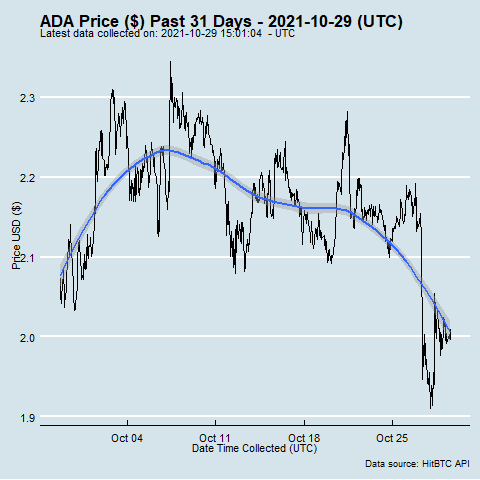 ADA Price ($) Past 31 Days - 2021-10-29 (UTC)
Latest data collected on: 2021-10-29 15:01:04  - UTC
Price USD ($)
2.3
2.2
2.1
2.0
1.9
Oct 04 Oct 11 Oct 18 Oct 25
Date Time Collected (UTC)
Data source: HitBTC API